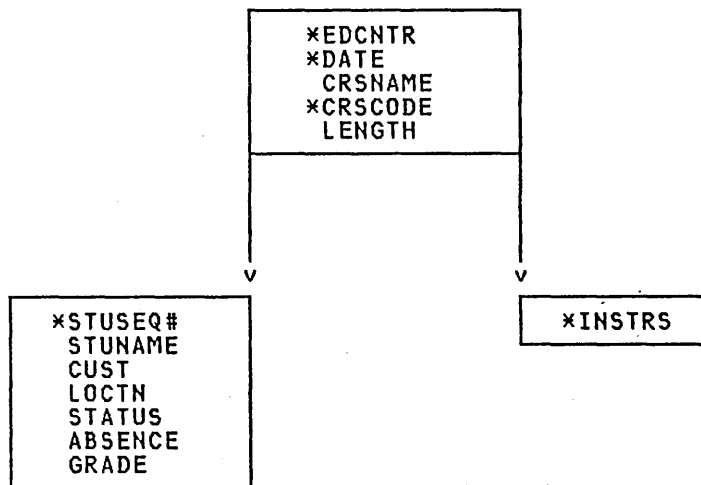 *EDCNTR
*DATE
CRSNAME
*CRSCODE
LENGTH
v v
*STUSEQ#
STUNAME
CUST
LOCTN
STATUS
ABSENCE
GRADE
*INSTRS